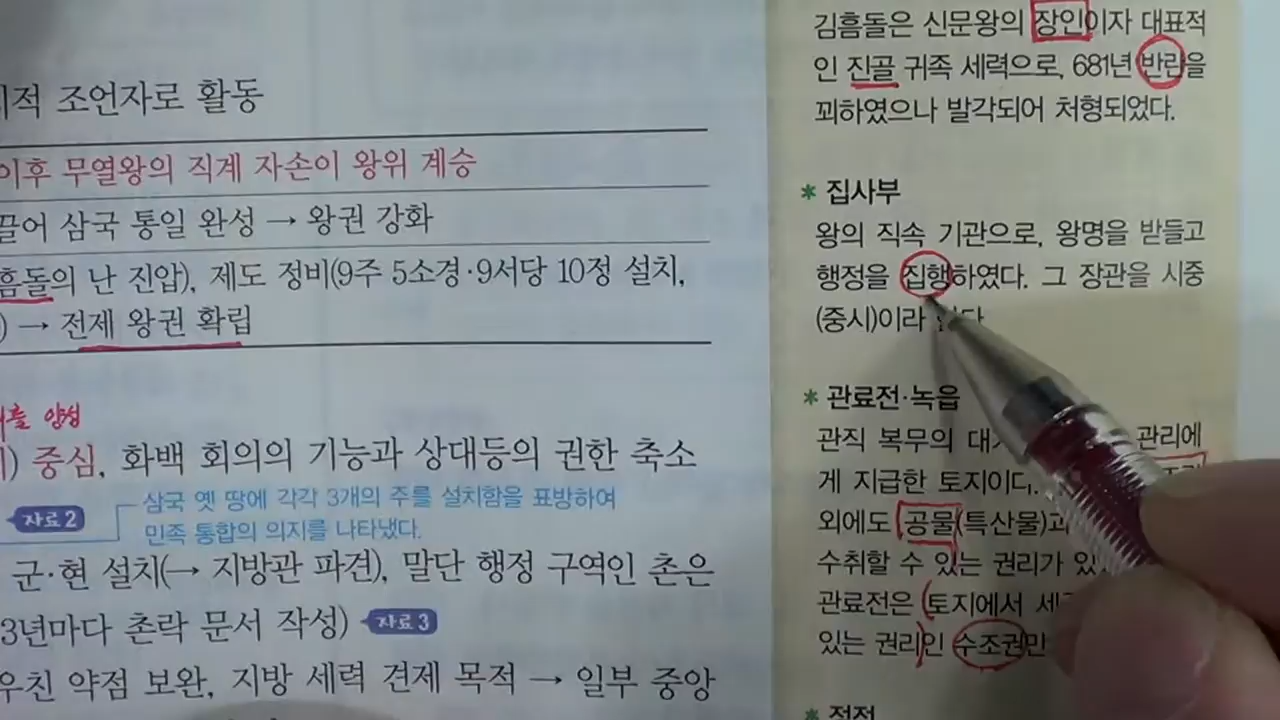 적 조언자로 활동
이후 무열왕의 직계 자손이 왕위 계승
끌어 삼국 통일 완성 → 왕권 강화
흠돌의 난 진압), 제도 정비(9주 5소경·9서당 10정 설치,
) → 전제 왕권 확립
양성
) 중심, 화백 회의의 기능과 상대등의 권한 축소
자료2
삼국 옛 땅에 각각 3개의 주를 설치함을 표방하여
민족 통합의 의지를 나타냈다.
군·현 설치(→ 지방관 파견), 말단 행정 구역인 촌은
3년마다 촌락 문서 작성) 자료3
우친 약점 보완, 지방 세력 견제 목적 → 일부 중앙
김흠돌은 신문왕의 장인이자 대표적
인 진골 귀족 세력으로, 681년 반란을
꾀하였으나 발각되어 처형되었다.
* 집사부
왕의 직속 기관으로, 왕명을 받들고
행정을 집행하였다. 그 장관을 시중
(중시)이라
* 관료전·녹읍
관직 복무의 관리에
게 지급한 토지이다.
외에도 공물(특산물)과
수취할 수 있는 권리가
관료전은 토지에서
있는 권리인 수조권만